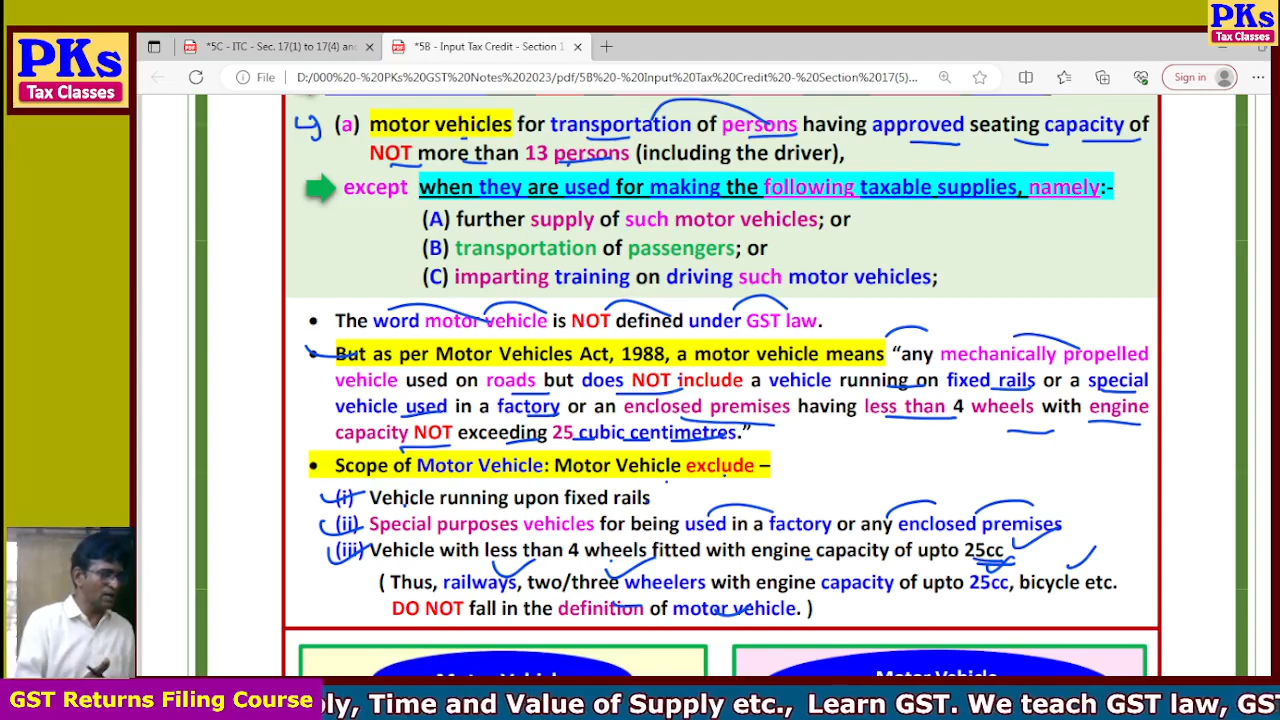 PKs
Tax Classes
PKs
Tax Classes
*5C - ITC - Sec. 17(1) to 17(4) and
*5B - Input Tax Credit - Section 1
File
D:/000%20-%20PKs%20GST%20Notes%202023/pdf/5B%20-%20Input%20Tax%20Credit%20-%20Section%2017(5)...
Sign in
(a) motor vehicles for transportation of persons having approved seating capacity of
NOT more than 13 persons (including the driver),
except when they are used for making the following taxable supplies, namely:-
(A) further supply of such motor vehicles; or
(B) transportation of passengers; or
(C) imparting training on driving such motor vehicles;
• The word motor vehicle is NOT defined under GST law.
• But as per Motor Vehicles Act, 1988, a motor vehicle means “any mechanically propelled
vehicle used on roads but does NOT include a vehicle running on fixed rails or a special
vehicle used in a factory or an enclosed premises having less than 4 wheels with engine
capacity NOT exceeding 25 cubic centimetres.”
• Scope of Motor Vehicle: Motor Vehicle exclude –
(i) Vehicle running upon fixed rails
(ii) Special purposes vehicles for being used in a factory or any enclosed premises
(iii) Vehicle with less than 4 wheels fitted with engine capacity of upto 25cc
( Thus, railways, two/three wheelers with engine capacity of upto 25cc, bicycle etc.
DO NOT fall in the definition of motor vehicle. )
GST Returns Filing Course
ply, Time and Value of Supply etc., Learn GST. We teach GST law, GST